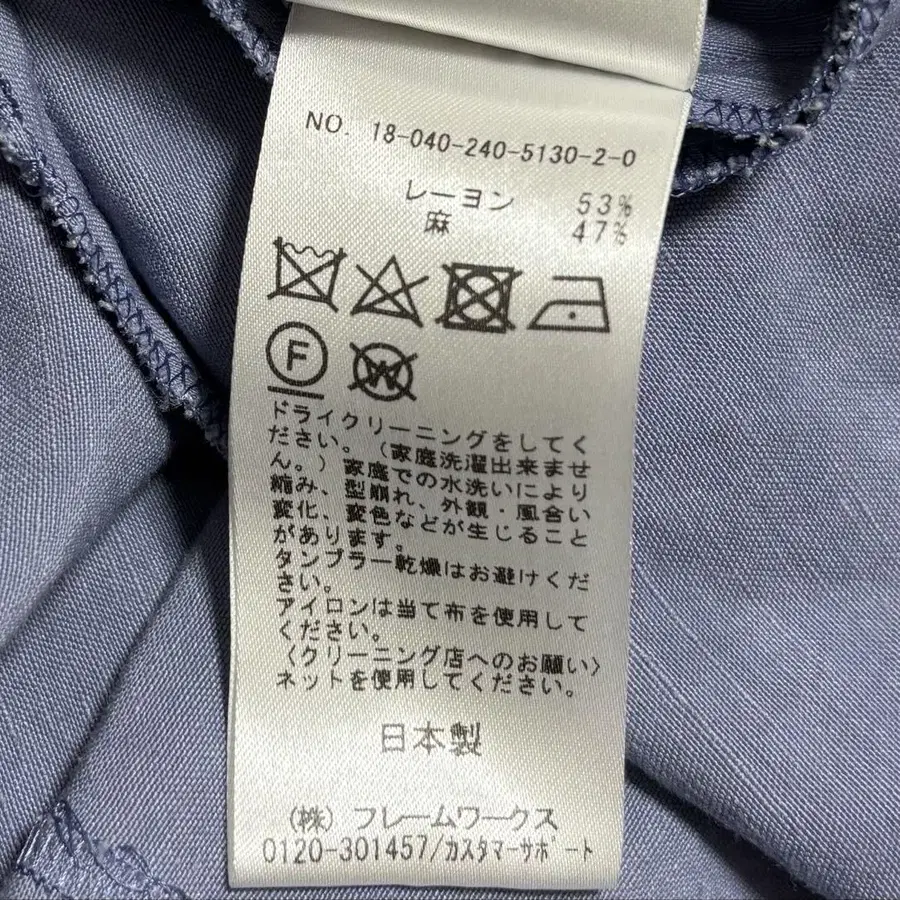 NO. 18-040-240-5130-2-0
レーヨン 53%
麻 47%
F
W
ドライクリーニングをしてく
ださい。(家庭洗濯出来ませ
ん。)家庭での水洗いにより
縮み、型崩れ、外観・風合い
変化、変色などが生じること
があります。
タンブラー乾燥はお避けくだ
さい。
アイロンは当て布を使用して
ください。
〈クリーニング店へのお願い〉
ネットを使用してください。
日本製
(株)フレームワークス
0120-301457/カスタマーサポート